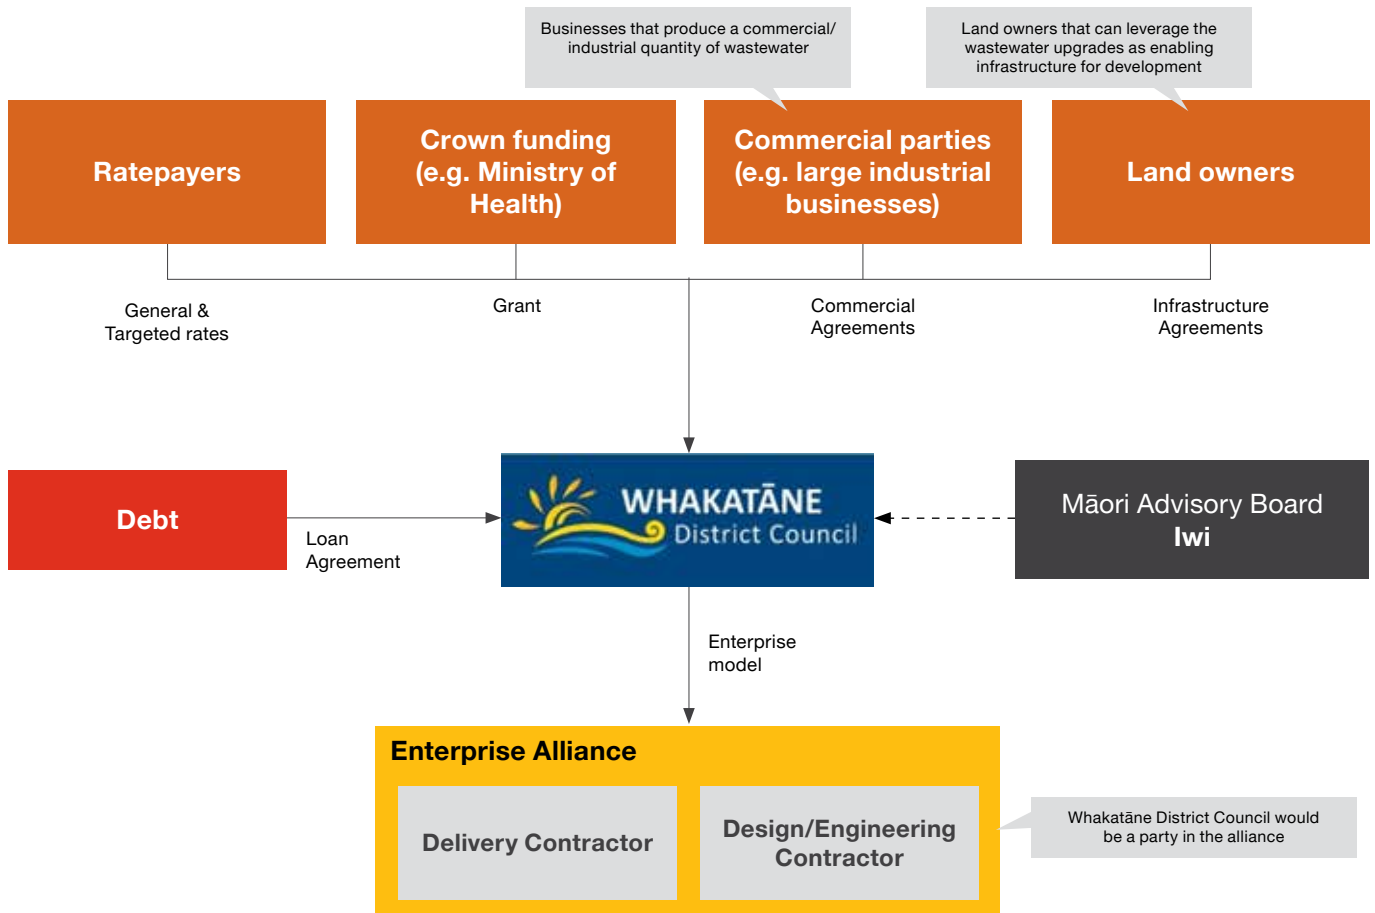 Businesses that produce a commercial/
industrial quantity of wastewater
Land owners that can leverage the
wastewater upgrades as enabling
infrastructure for development
Ratepayers
Crown funding
(e.g. Ministry of
Health)
Commercial parties
(e.g. large industrial
businesses)
Land owners
General &
Targeted rates
Grant
Commercial
Agreements
Infrastructure
Agreements
Debt
Loan
Agreement
WHAKATĀNE
District Council
Māori Advisory Board
Iwi
Enterprise
model
Enterprise Alliance
Delivery Contractor
Design/Engineering
Contractor
Whakatāne District Council would
be a party in the alliance